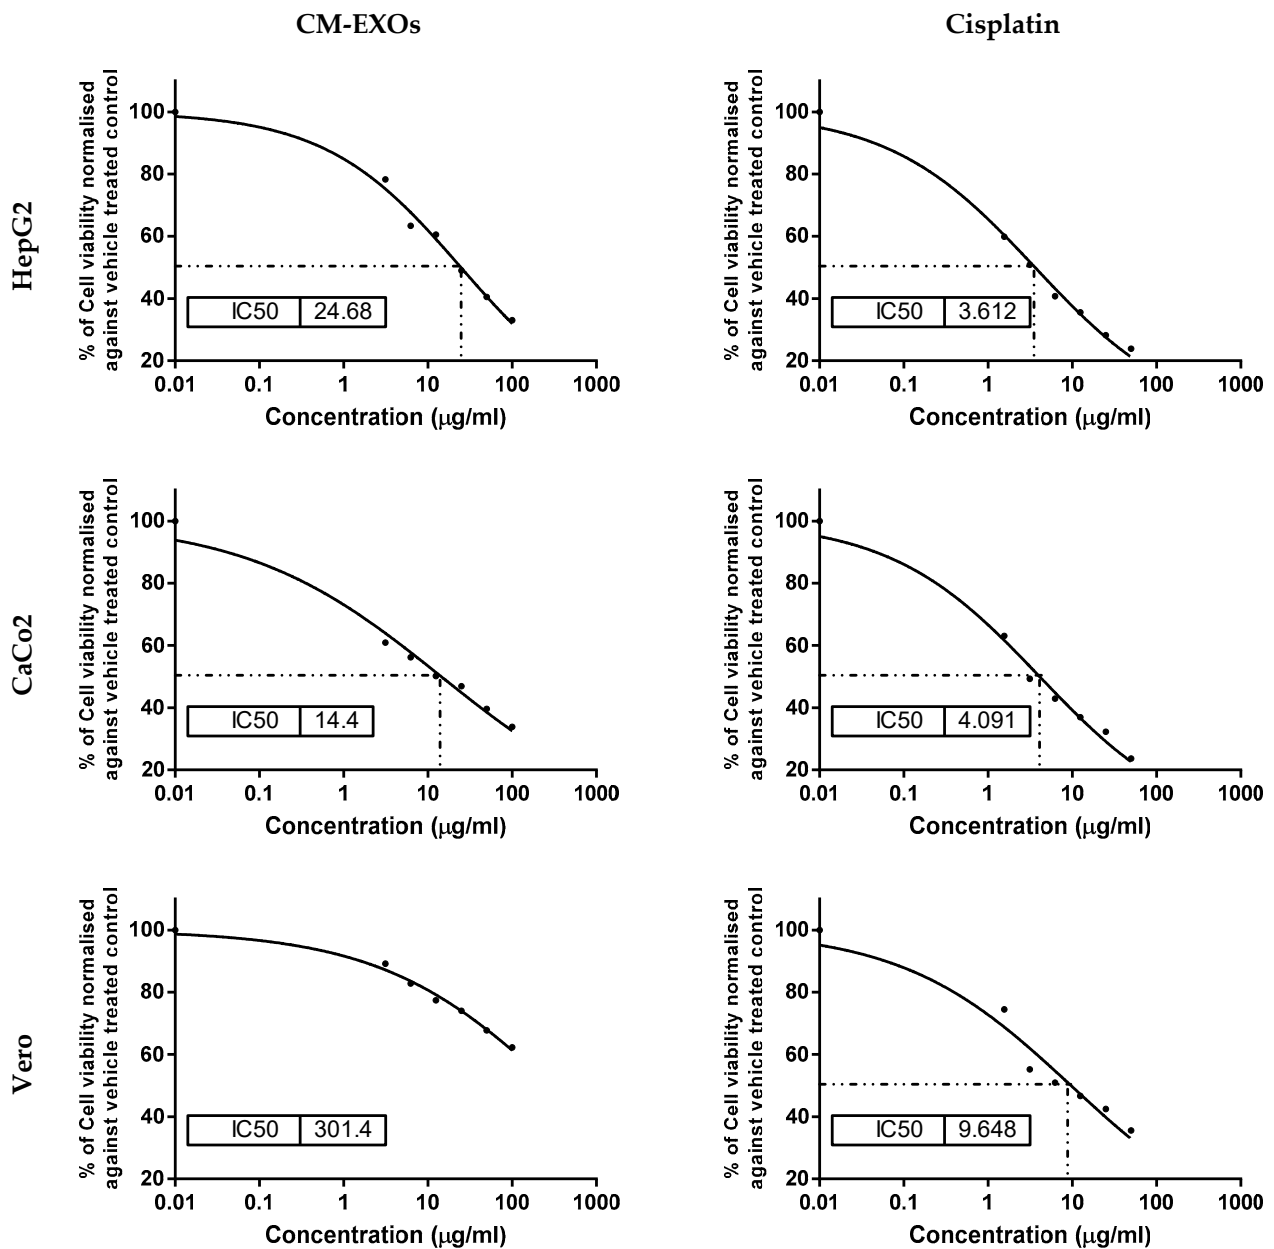 CM-EXOs
Cisplatin
HepG2
% of Cell viability normalised
against vehicle treated control
100
80
60
40
20
IC50 24.68
0.01 0.1 1 10 100 1000
Concentration (μg/ml)
% of Cell viability normalised
against vehicle treated control
100
80
60
40
20
IC50 3.612
0.01 0.1 1 10 100 1000
Concentration (μg/ml)
CaCo2
% of Cell viability normalised
against vehicle treated control
100
80
60
40
20
IC50 14.4
0.01 0.1 1 10 100 1000
Concentration (μg/ml)
% of Cell viability normalised
against vehicle treated control
100
80
60
40
20
IC50 4.091
0.01 0.1 1 10 100 1000
Concentration (μg/ml)
Vero
% of Cell viability normalised
against vehicle treated control
100
80
60
40
20
IC50 301.4
0.01 0.1 1 10 100 1000
Concentration (μg/ml)
% of Cell viability normalised
against vehicle treated control
100
80
60
40
20
IC50 9.648
0.01 0.1 1 10 100 1000
Concentration (μg/ml)